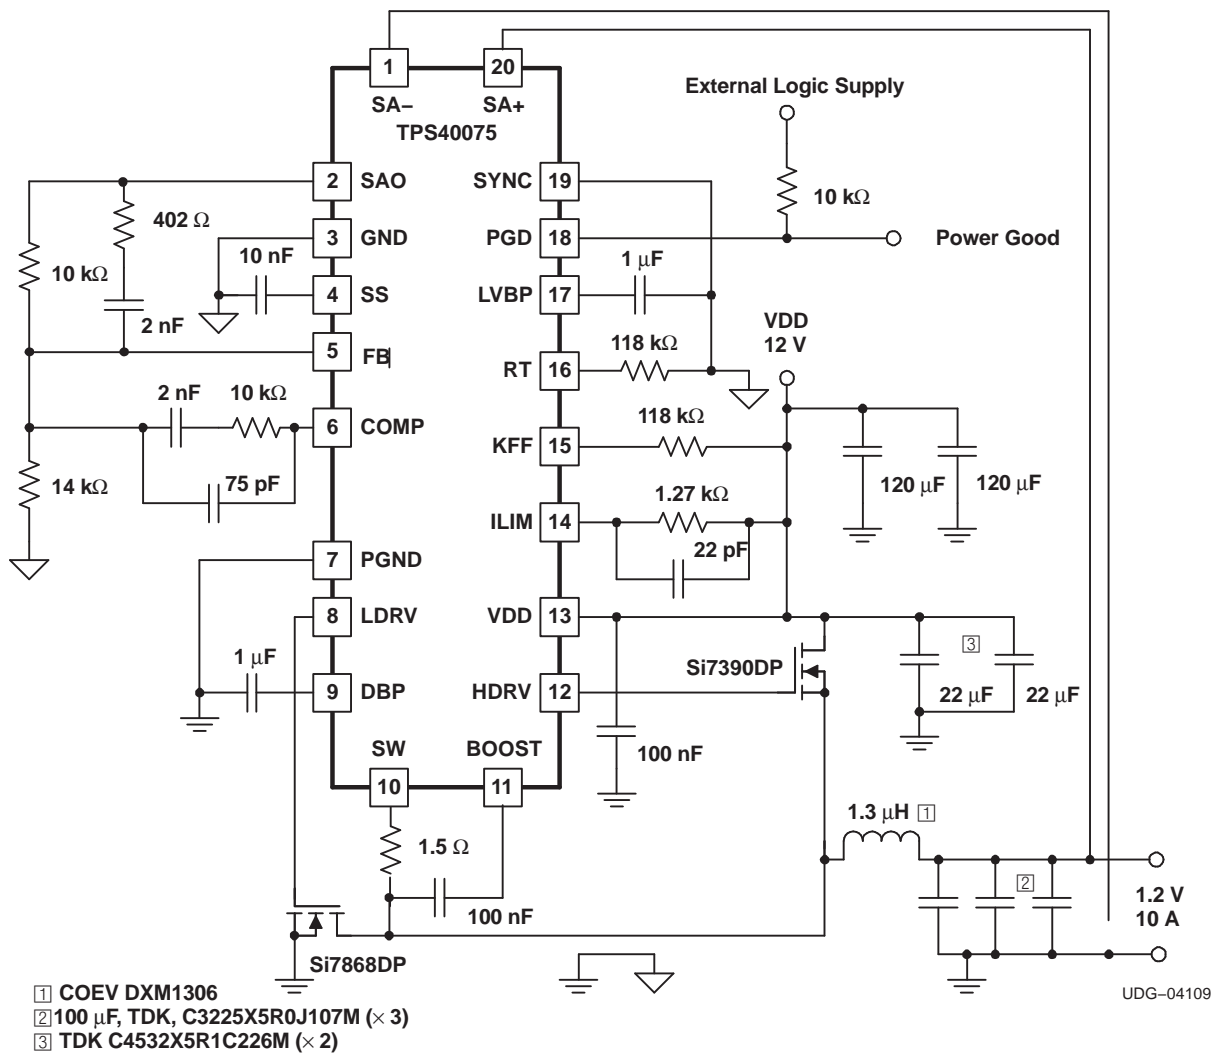 1
20
SA–
SA+
TPS40075
External Logic Supply
2
SAO
SYNC
19
402 Ω
10 kΩ
3
GND
PGD
18
Power Good
10 nF
1 μF
10 kΩ
4
SS
LVBP
17
2 nF
VDD
12 V
5
FB
118 kΩ
RT
16
2 nF
10 kΩ
118 kΩ
6
COMP
KFF
15
14 kΩ
75 pF
1.27 kΩ
120 μF
120 μF
ILIM
14
22 pF
7
PGND
8
LDRV
VDD
13
1 μF
Si7390DP
3
9
DBP
HDRV
12
22 μF
22 μF
SW
BOOST
100 nF
10
11
1.3 μH 1
1.5 Ω
2
1.2 V
10 A
100 nF
Si7868DP
UDG–04109
1 COEV DXM1306
2 100 μF, TDK, C3225X5R0J107M (× 3)
3 TDK C4532X5R1C226M (× 2)